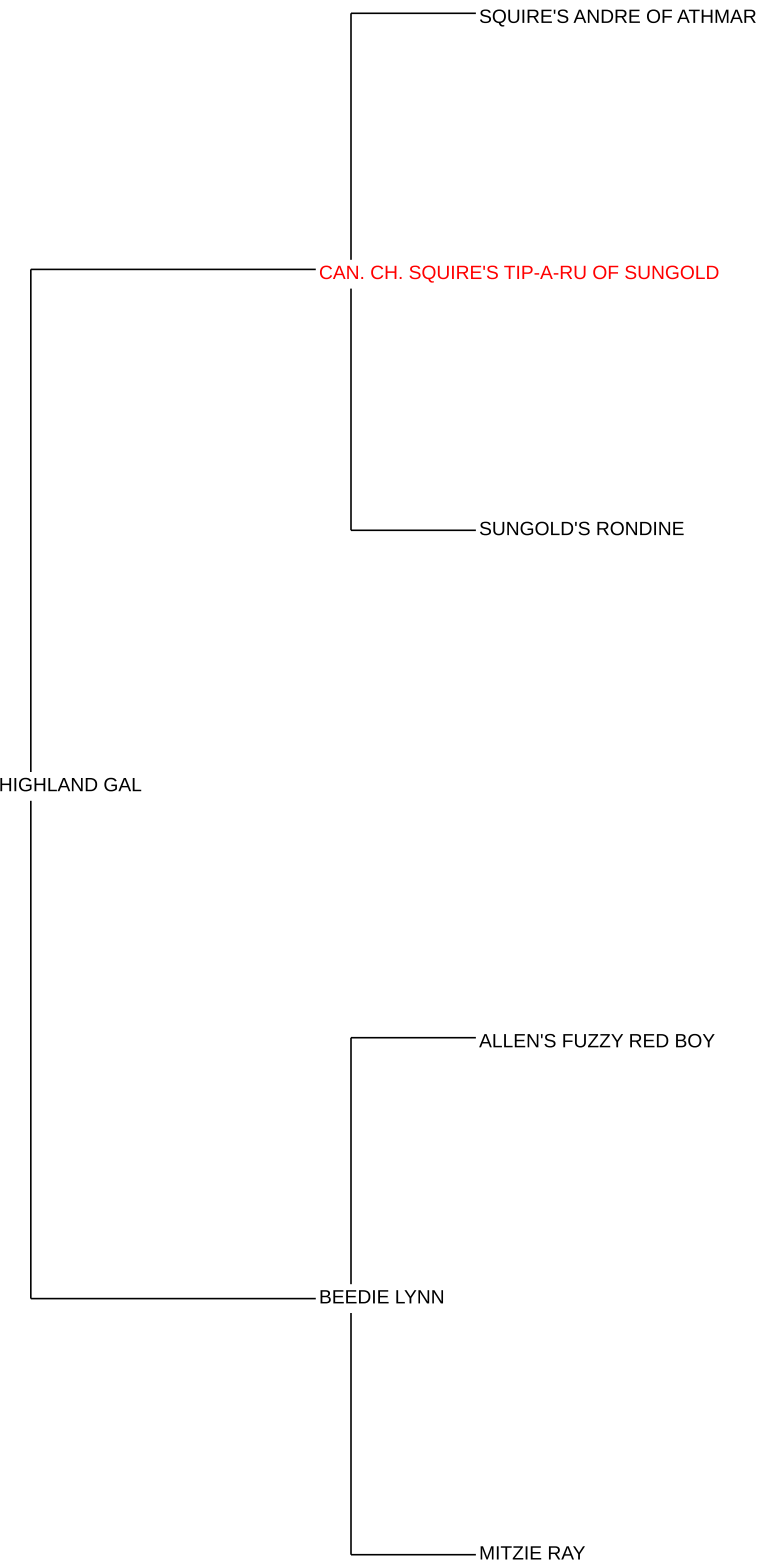 SQUIRE'S ANDRE OF ATHMAR
CAN. CH. SQUIRE'S TIP-A-RU OF SUNGOLD
SUNGOLD'S RONDINE
HIGHLAND GAL
ALLEN'S FUZZY RED BOY
BEEDIE LYNN
MITZIE RAY